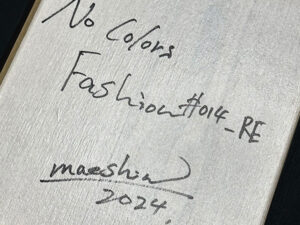 No Colors
Fashion #014_RE
maeshin
2024.